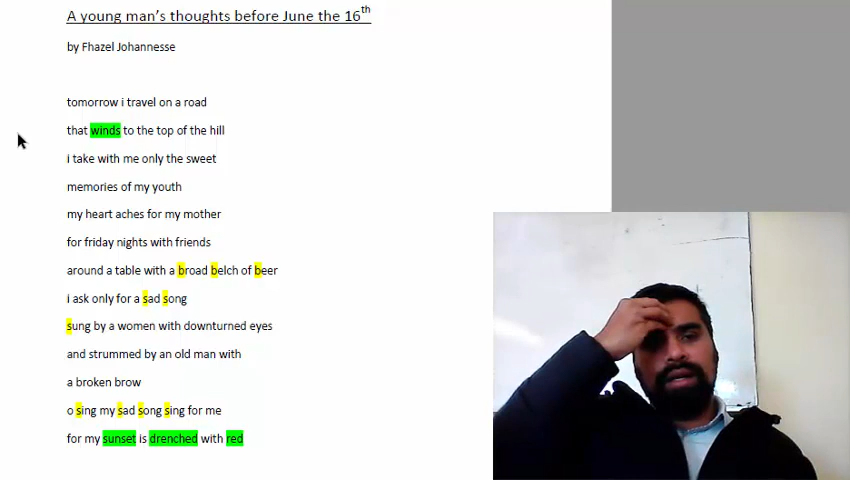 A young man's thoughts before June the 16th
by Fhazel Johannesse
tomorrow i travel on a road
that winds to the top of the hill
i take with me only the sweet
memories of my youth
my heart aches for my mother
for friday nights with friends
around a table with a broad belch of beer
i ask only for a sad song
sung by a women with downturned eyes
and strummed by an old man with
a broken brow
o sing my sad song sing for me
for my sunset is drenched with red